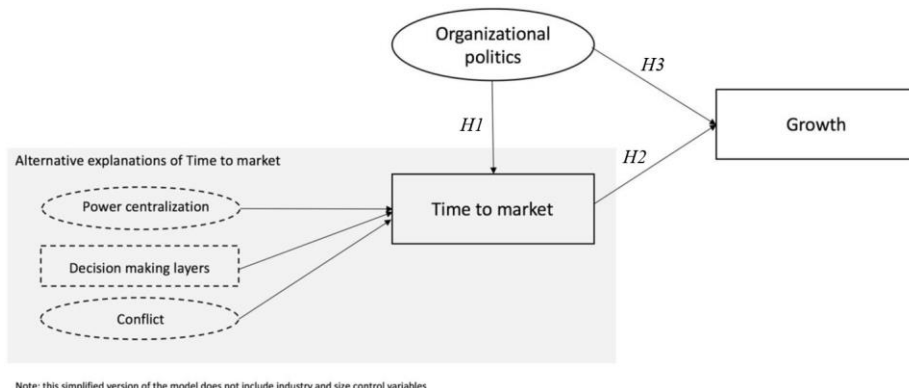 Organizational
politics
H3
H1
Growth
H2
Alternative explanations of Time to market
Power centralization
Time to market
Decision making layers
Conflict
Note: this simplified version of the model does not include industry and size control variables